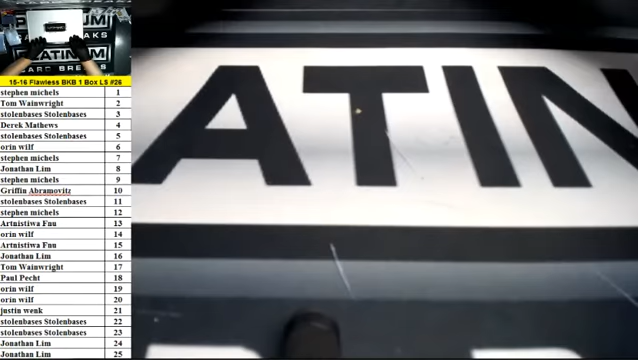 PLATINUM
CARD BREAKS
15-16 Flawless BKB 1 Box LS #26
stephen michels 1
Tom Wainwright 2
stolenbases Stolenbases 3
Derek Mathews 4
stolenbases Stolenbases 5
orin wilf 6
stephen michels 7
Jonathan Lim 8
stephen michels 9
Griffin Abramovitz 10
stolenbases Stolenbases 11
stephen michels 12
Artnistiwa Fnu 13
orin wilf 14
Artnistiwa Fnu 15
Jonathan Lim 16
Tom Wainwright 17
Paul Pecht 18
orin wilf 19
orin wilf 20
justin wenk 21
stolenbases Stolenbases 22
stolenbases Stolenbases 23
Jonathan Lim 24
Jonathan Lim 25
ATIN